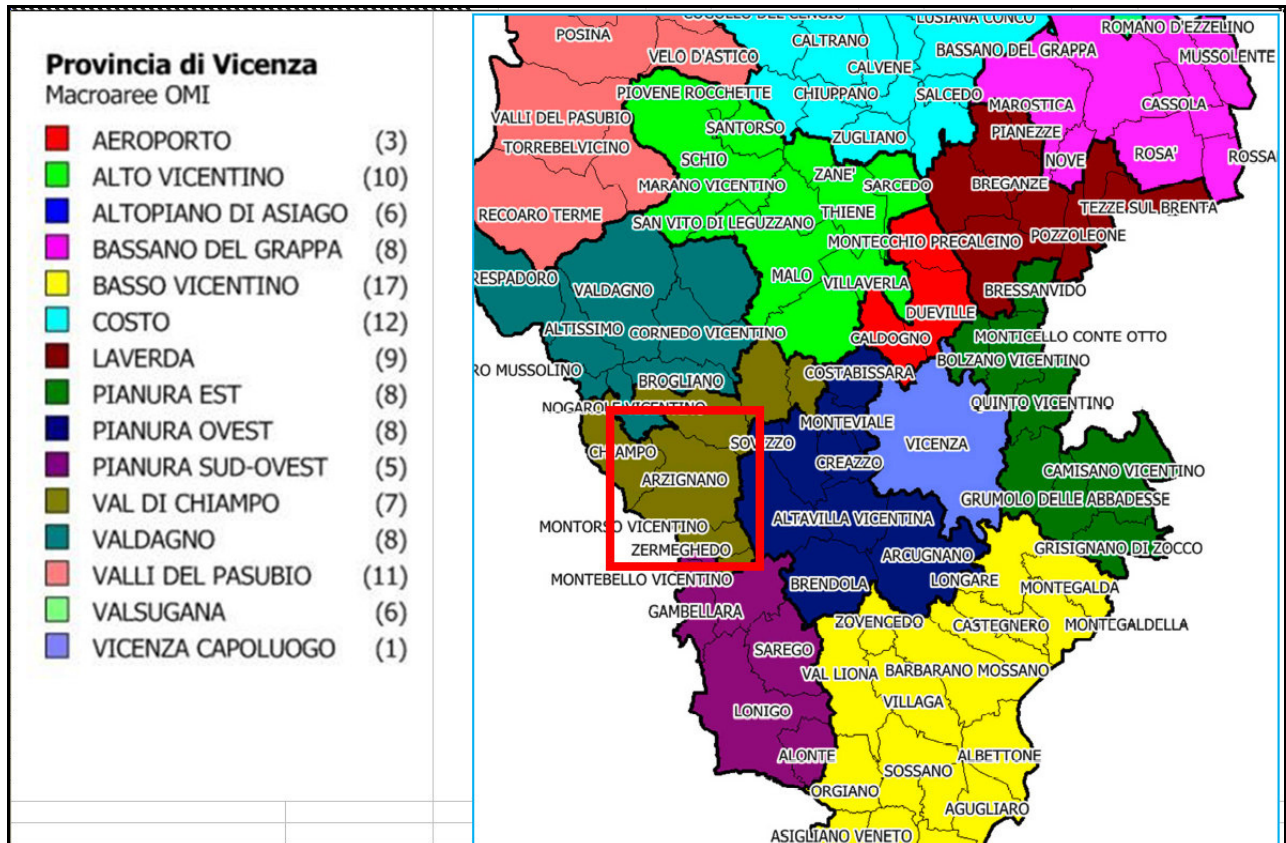 Provincia di Vicenza
Macroaree OMI
AEROPORTO (3)
ALTO VICENTINO (10)
ALTOPIANO DI ASIAGO (6)
BASSANO DEL GRAPPA (8)
BASSO VICENTINO (17)
COSTO (12)
LAVERDA (9)
PIANURA EST (8)
PIANURA OVEST (8)
PIANURA SUD-OVEST (5)
VAL DI CHIAMPO (7)
VALDAGNO (8)
VALLI DEL PASUBIO (11)
VALSUGANA (6)
VICENZA CAPOLUOGO (1)
LUSIANA CONCO
ROMANO D'EZZELINO
POSINA
CALTRANO
BASSANO DEL GRAPPA
VELO D'ASTICO
MUSSOLENTE
CALVENE
PIOVENE ROCCHETTE
CHIUPPANO
SALCEDO
MAROSTICA
CASSOLA
VALLI DEL PASUBIO
SANTORSO
ZUGLIANO
PIANEZZE
TORREBELVICINO
SCHIO
NOVE
ROSA'
ROSSA
ZANE'
MARANO VICENTINO
SARCEDO
BREGANZE
TEZZE SUL BRENTA
RECOARO TERME
SAN VITO DI LEGUZZANO
THIENE
MONTECCHIO PRECALCINO
POZZOLEONE
RESPADORO
VALDAGNO
MALO
VILLAVERLA
BRESSANVIDO
DUEVILLE
ALTISSIMO
CORNEDO VICENTINO
CALDOGNO
MONTICELLO CONTE OTTO
BOLZANO VICENTINO
RO MUSSOLINO
BROGLIANO
COSTABISSARA
NOGAROLE VICENTINO
QUINTO VICENTINO
MONTEVIALE
CHIAMPO
SOVIZZO
VICENZA
CREAZZO
CAMISANO VICENTINO
ARZIGNANO
GRUMOLO DELLE ABBADESSE
MONTORSO VICENTINO
ALTAVILLA VICENTINA
ZERMEGHEDO
ARCUGNANO
GRISIGNANO DI ZOCCO
MONTEBELLO VICENTINO
BRENDOLA
LONGARE
MONTEGALDA
GAMBELLARA
ZOVENCEDO
CASTEGNERO
MONTEGALDELLA
SAREGO
VAL LIONA
BARBARANO MOSSANO
VILLAGA
LONIGO
ALONTE
ALBETTONE
SOSSANO
ORGIANO
AGUGLIARO
ASIGLIANO VENETO